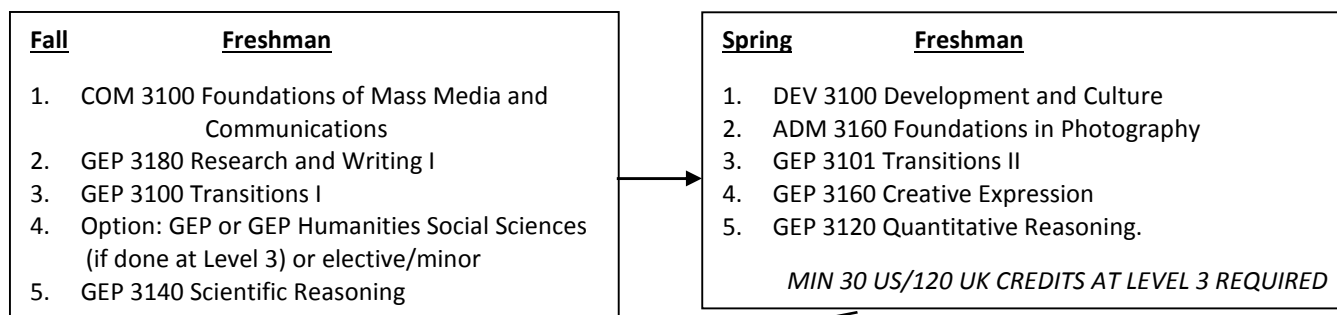 Fall Freshman
1. COM 3100 Foundations of Mass Media and
Communications
2. GEP 3180 Research and Writing I
3. GEP 3100 Transitions I
4. Option: GEP or GEP Humanities Social Sciences
(if done at Level 3) or elective/minor
5. GEP 3140 Scientific Reasoning
Spring Freshman
1. DEV 3100 Development and Culture
2. ADM 3160 Foundations in Photography
3. GEP 3101 Transitions II
4. GEP 3160 Creative Expression
5. GEP 3120 Quantitative Reasoning.
MIN 30 US/120 UK CREDITS AT LEVEL 3 REQUIRED